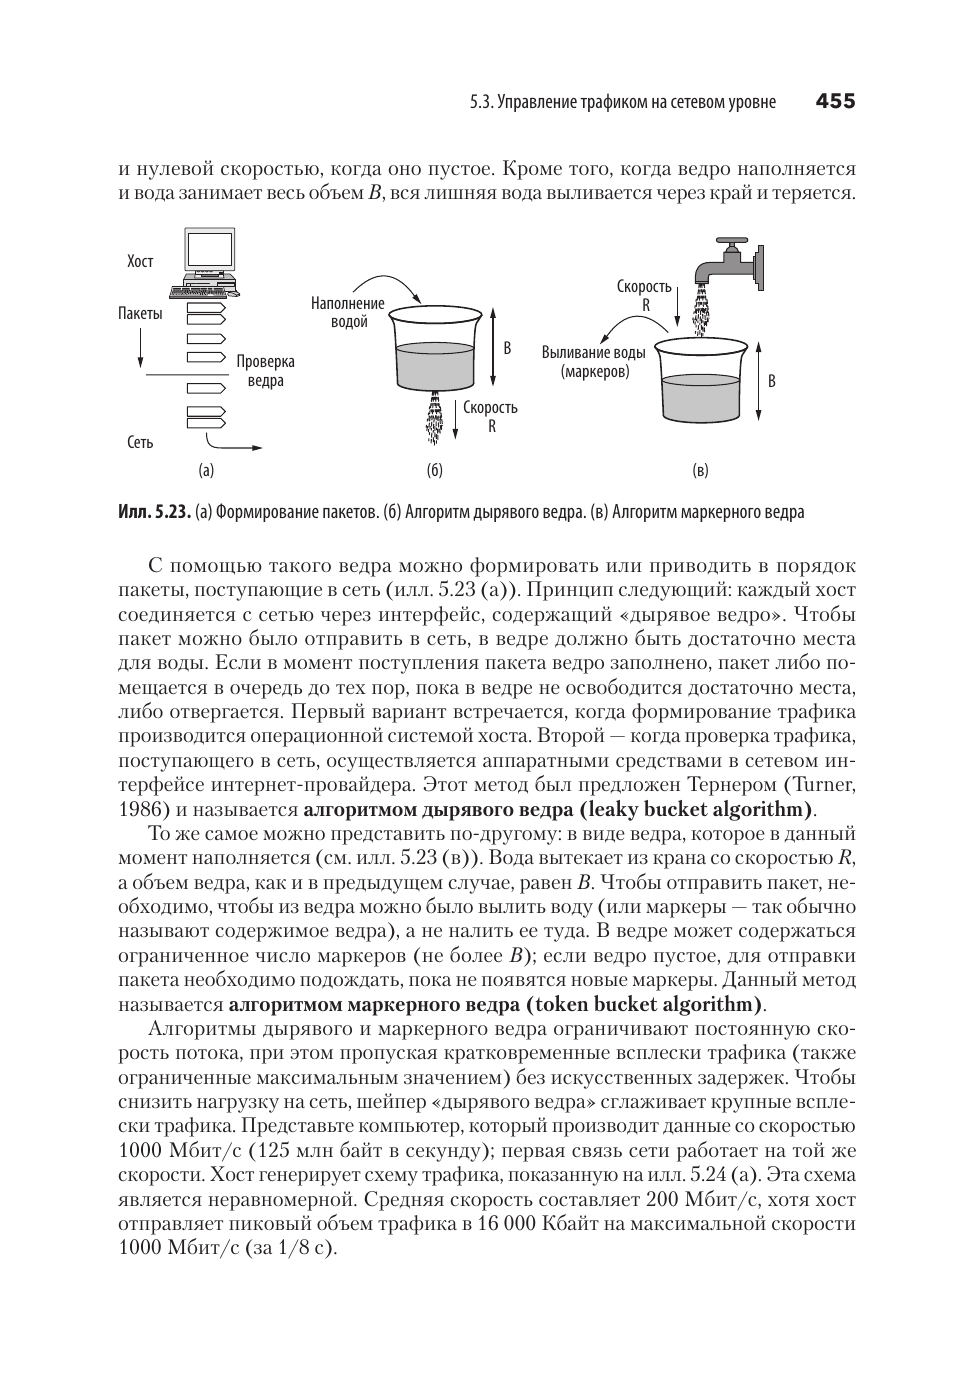 5.3. Управление трафиком на сетевом уровне 455
и нулевой скоростью, когда оно пустое. Кроме того, когда ведро наполняется
и вода занимает весь объем B, вся лишняя вода выливается через край и теряется.
Хост
Пакеты
Проверка
ведра
Сеть
(а)
Наполнение
водой
B
Скорость
R
(б)
Скорость
R
Выливание воды
(маркеров)
B
(в)
Илл. 5.23. (а) Формирование пакетов. (б) Алгоритм дырявого ведра. (в) Алгоритм маркерного ведра
С помощью такого ведра можно формировать или приводить в порядок
пакеты, поступающие в сеть (илл. 5.23 (а)). Принцип следующий: каждый хост
соединяется с сетью через интерфейс, содержащий «дырявое ведро». Чтобы
пакет можно было отправить в сеть, в ведре должно быть достаточно места
для воды. Если в момент поступления пакета ведро заполнено, пакет либо по-
мещается в очередь до тех пор, пока в ведре не освободится достаточно места,
либо отвергается. Первый вариант встречается, когда формирование трафика
производится операционной системой хоста. Второй — когда проверка трафика,
поступающего в сеть, осуществляется аппаратными средствами в сетевом ин-
терфейсе интернет-провайдера. Этот метод был предложен Тернером (Turner,
1986) и называется алгоритмом дырявого ведра (leaky bucket algorithm).
То же самое можно представить по-другому: в виде ведра, которое в данный
момент наполняется (см. илл. 5.23 (в)). Вода вытекает из крана со скоростью R,
а объем ведра, как и в предыдущем случае, равен B. Чтобы отправить пакет, не-
обходимо, чтобы из ведра можно было вылить воду (или маркеры — так обычно
называют содержимое ведра), а не налить ее туда. В ведре может содержаться
ограниченное число маркеров (не более B); если ведро пустое, для отправки
пакета необходимо подождать, пока не появятся новые маркеры. Данный метод
называется алгоритмом маркерного ведра (token bucket algorithm).
Алгоритмы дырявого и маркерного ведра ограничивают постоянную ско-
рость потока, при этом пропуская кратковременные всплески трафика (также
ограниченные максимальным значением) без искусственных задержек. Чтобы
снизить нагрузку на сеть, шейпер «дырявого ведра» сглаживает крупные вспле-
ски трафика. Представьте компьютер, который производит данные со скоростью
1000 Мбит/с (125 млн байт в секунду); первая связь сети работает на той же
скорости. Хост генерирует схему трафика, показанную на илл. 5.24 (а). Эта схема
является неравномерной. Средняя скорость составляет 200 Мбит/с, хотя хост
отправляет пиковый объем трафика в 16 000 Кбайт на максимальной скорости
1000 Мбит/с (за 1/8 с).